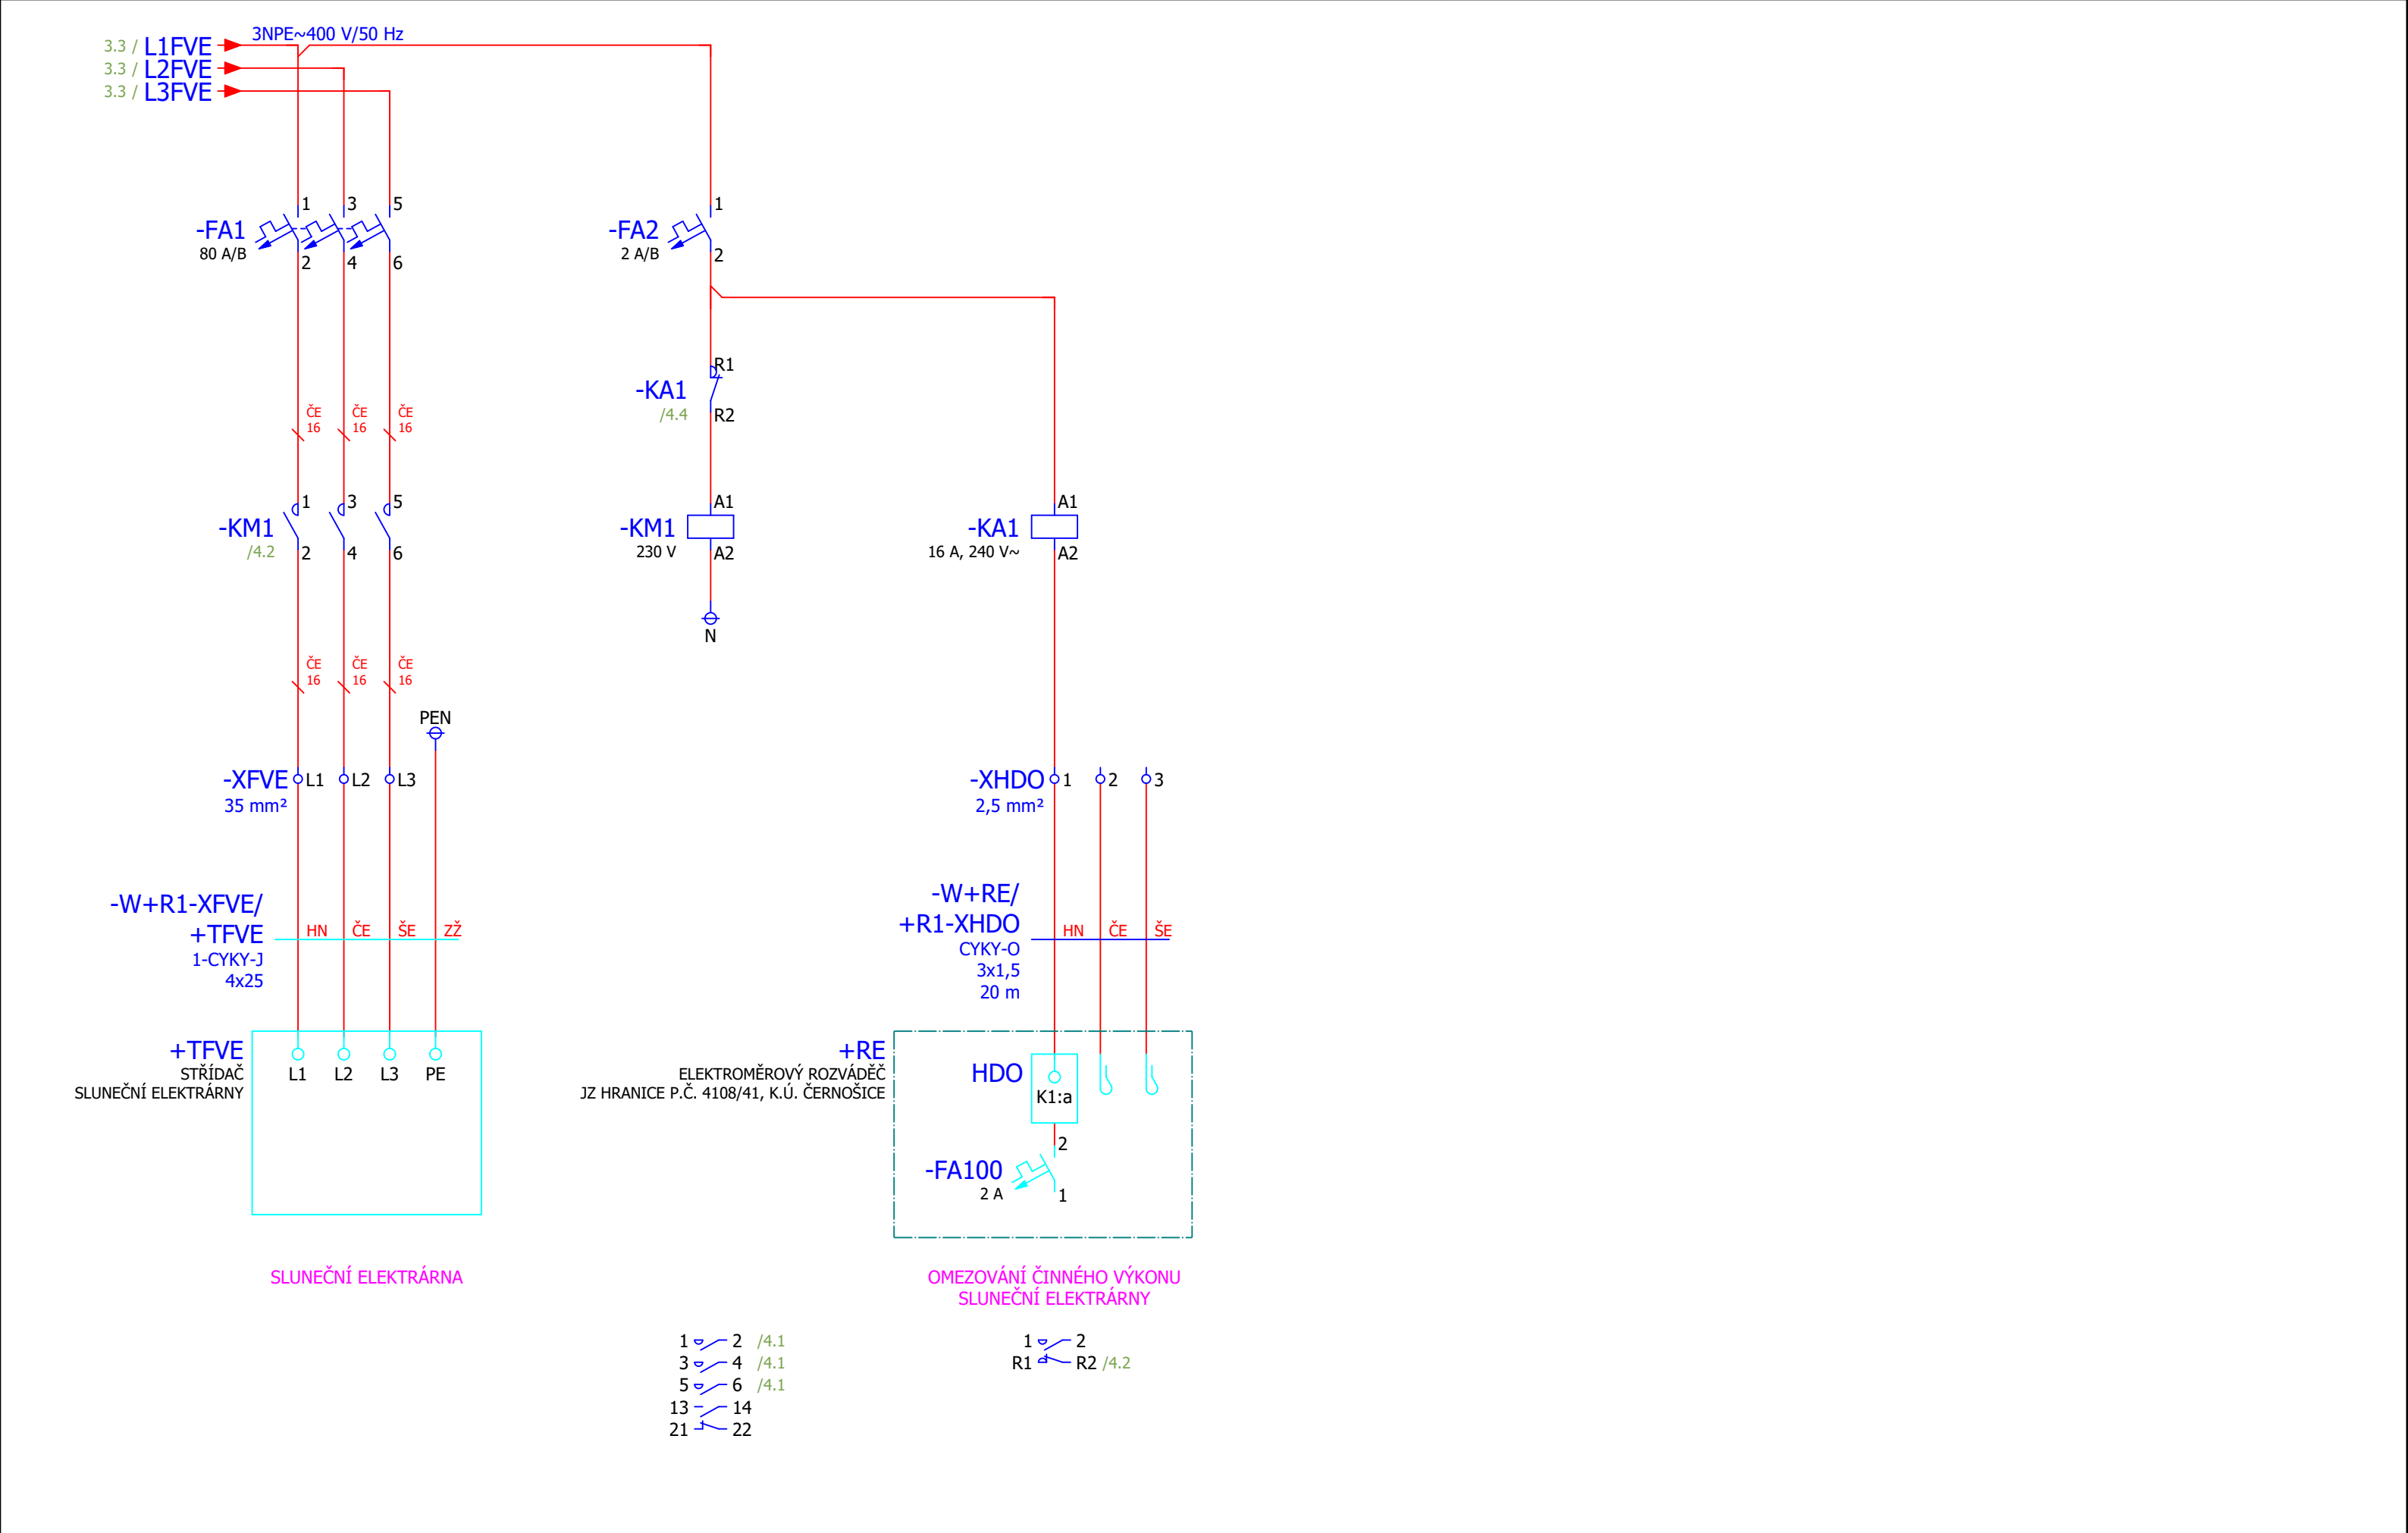 3NPE~400 V/50 Hz
3.3 / L1FVE
3.3 / L2FVE
3.3 / L3FVE
1 3 5
-FA1
80 A/B
2 4 6
1
-FA2
2 A/B
2
R1
-KA1
/4.4
R2
ČE ČE ČE
16 16 16
1 3 5
-KM1
/4.2
2 4 6
A1
-KM1
230 V
A2
N
A1
-KA1
16 A, 240 V~
A2
ČE ČE ČE
16 16 16
PEN
-XFVE L1 L2 L3
35 mm²
-XHDO 1 2 3
2,5 mm²
-W+R1-XFVE/
+TFVE
1-CYKY-J
4x25
HN ČE ŠE ZŽ
-W+RE/
+R1-XHDO
CYKY-O
3x1,5
20 m
HN ČE ŠE
+TFVE
STŘÍDAČ
SLUNEČNÍ ELEKTRÁRNY
L1 L2 L3 PE
+RE
ELEKTROMĚROVÝ ROZVÁDĚČ
JZ HRANICE P.Č. 4108/41, K.Ú. ČERNOŠICE
HDO
K1:a
2
-FA100
2 A
1
SLUNEČNÍ ELEKTRÁRNA
OMEZOVÁNÍ ČINNÉHO VÝKONU
SLUNEČNÍ ELEKTRÁRNY
1 2 /4.1
3 4 /4.1
5 6 /4.1
13 14
21 22
1 2
R1 R2 /4.2